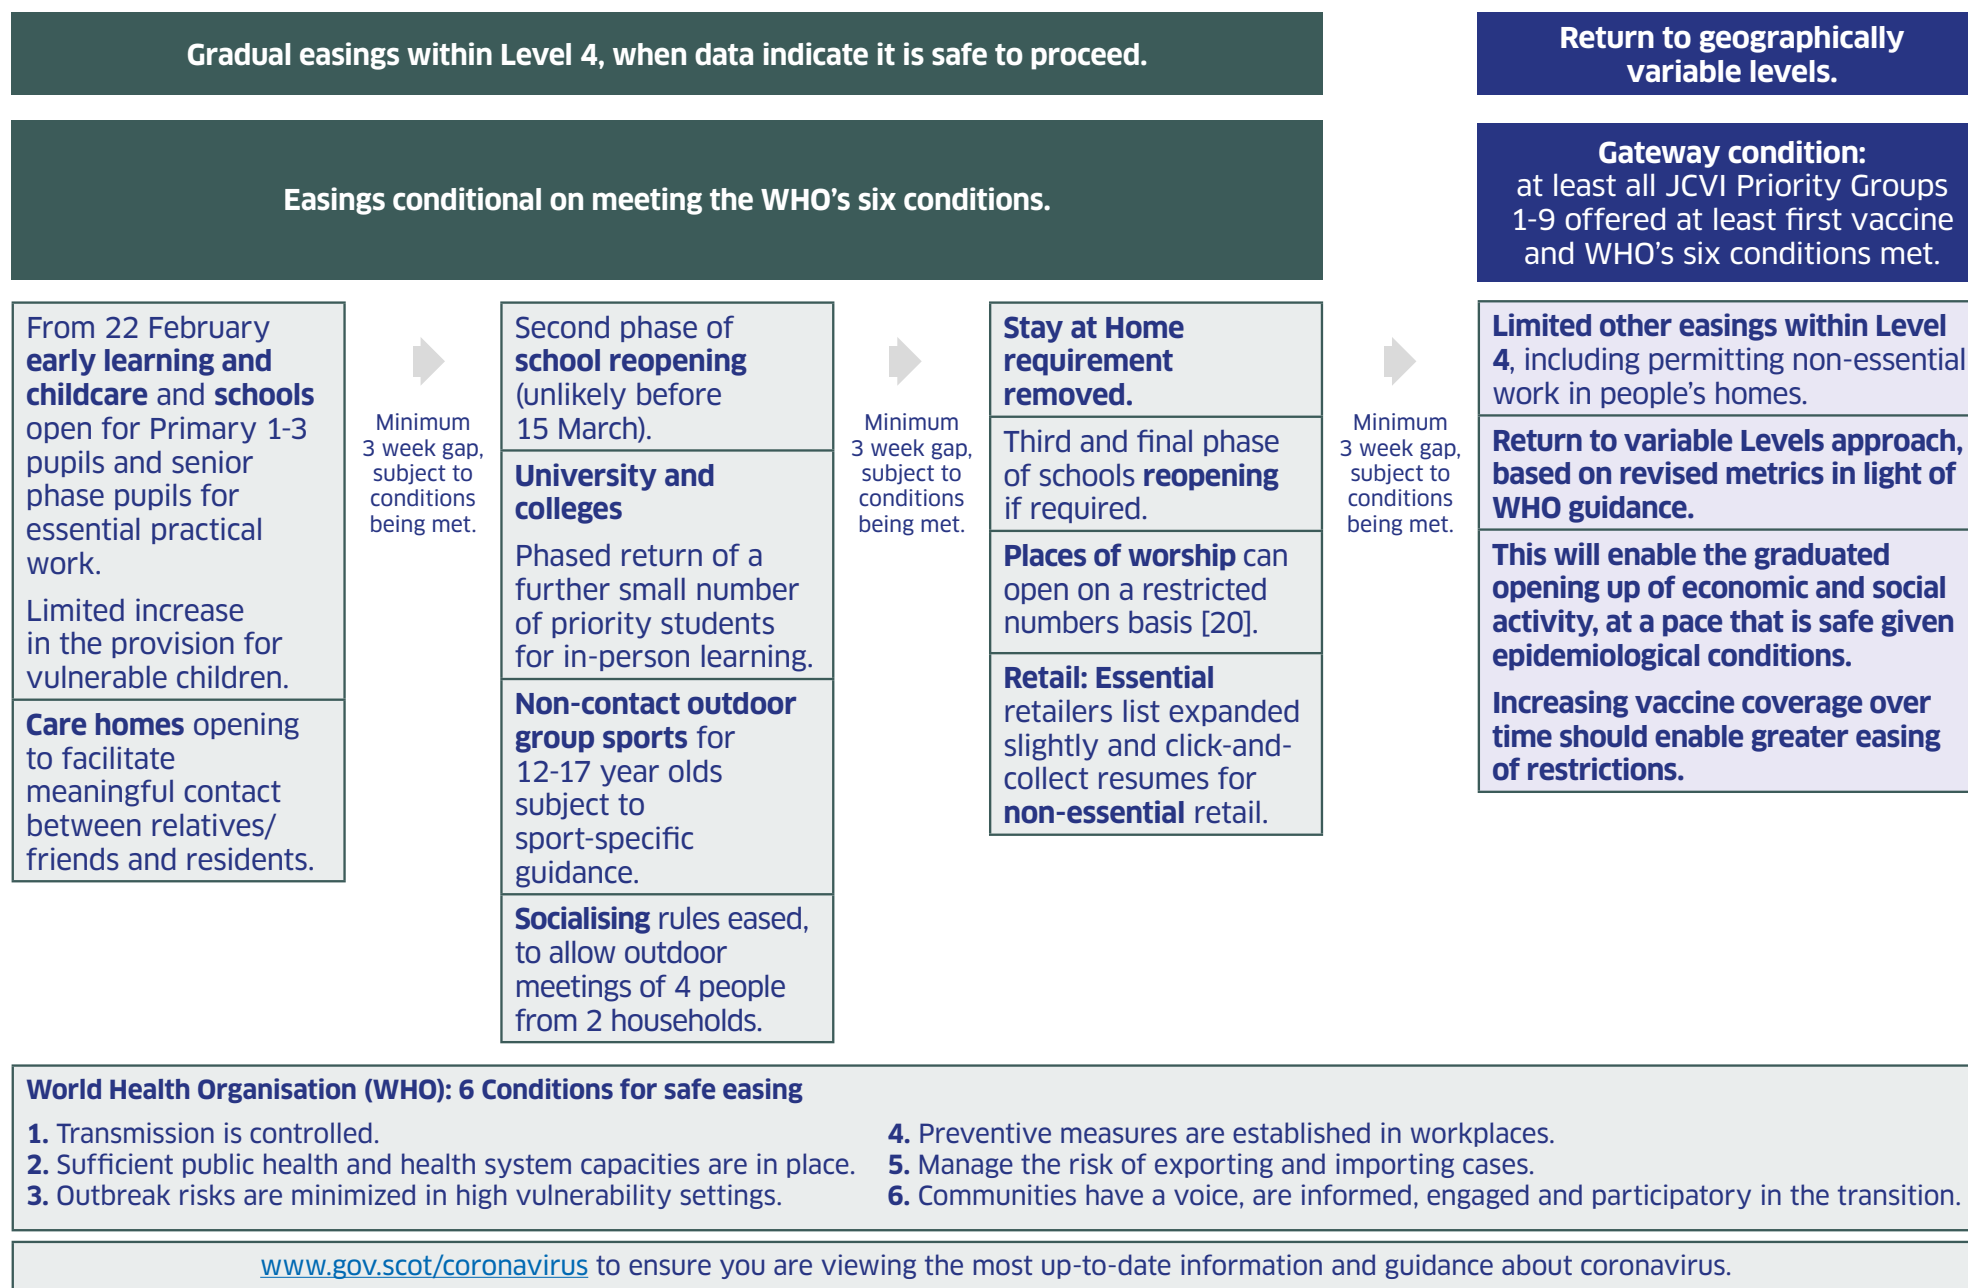 Gradual easings within Level 4, when data indicate it is safe to proceed.
Return to geographically
variable levels.
Easings conditional on meeting the WHO's six conditions.
Gateway condition:
at least all JCVI Priority Groups
1-9 offered at least first vaccine
and WHO's six conditions met.
From 22 February
early learning and
childcare and schools
open for Primary 1-3
pupils and senior
phase pupils for
essential practical
work.
Limited increase
in the provision for
vulnerable children.
Care homes opening
to facilitate
meaningful contact
between relatives/
friends and residents.
Minimum
3 week gap,
subject to
conditions
being met.
Second phase of
school reopening
(unlikely before
15 March).
University and
colleges
Phased return of a
further small number
of priority students
for in-person learning.
Non-contact outdoor
group sports for
12-17 year olds
subject to
sport-specific
guidance.
Socialising rules eased,
to allow outdoor
meetings of 4 people
from 2 households.
Minimum
3 week gap,
subject to
conditions
being met.
Stay at Home
requirement
removed.
Third and final phase
of schools reopening
if required.
Places of worship can
open on a restricted
numbers basis [20].
Retail: Essential
retailers list expanded
slightly and click-and-
collect resumes for
non-essential retail.
Minimum
3 week gap,
subject to
conditions
being met.
Limited other easings within Level
4, including permitting non-essential
work in people's homes.
Return to variable Levels approach,
based on revised metrics in light of
WHO guidance.
This will enable the graduated
opening up of economic and social
activity, at a pace that is safe given
epidemiological conditions.
Increasing vaccine coverage over
time should enable greater easing
of restrictions.
World Health Organisation (WHO): 6 Conditions for safe easing
1. Transmission is controlled.
2. Sufficient public health and health system capacities are in place.
3. Outbreak risks are minimized in high vulnerability settings.
4. Preventive measures are established in workplaces.
5. Manage the risk of exporting and importing cases.
6. Communities have a voice, are informed, engaged and participatory in the transition.
www.gov.scot/coronavirus to ensure you are viewing the most up-to-date information and guidance about coronavirus.